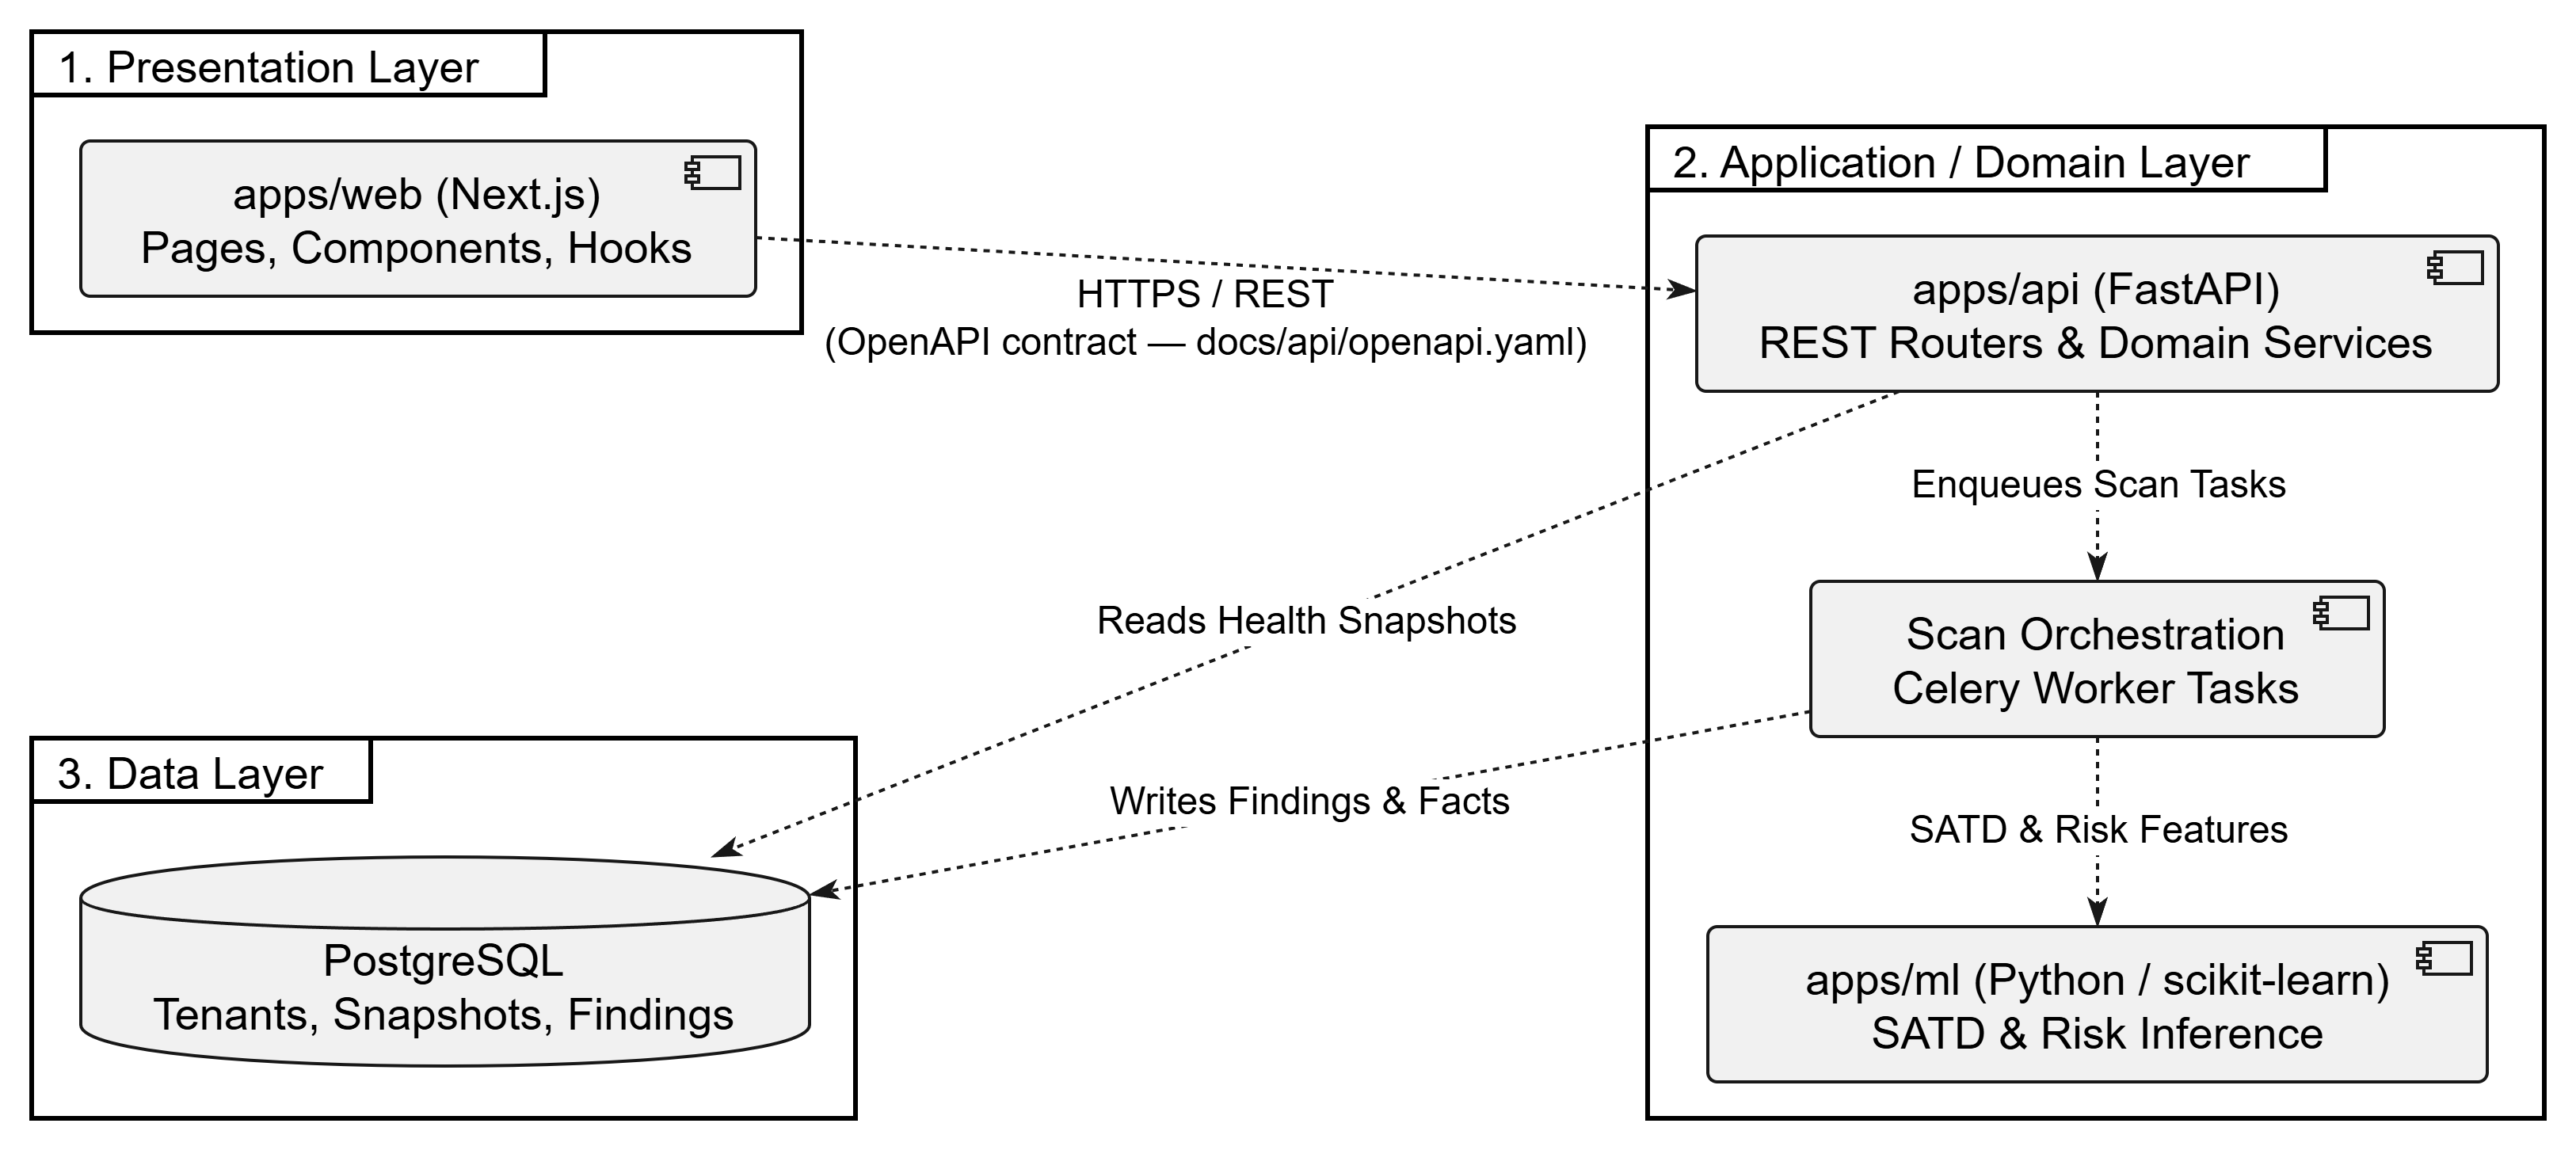 1. Presentation Layer
apps/web (Next.js)
Pages, Components, Hooks
HTTPS / REST
(OpenAPI contract — docs/api/openapi.yaml)
2. Application / Domain Layer
apps/api (FastAPI)
REST Routers & Domain Services
Enqueues Scan Tasks
Reads Health Snapshots
Scan Orchestration
Celery Worker Tasks
Writes Findings & Facts
SATD & Risk Features
apps/ml (Python / scikit-learn)
SATD & Risk Inference
3. Data Layer
PostgreSQL
Tenants, Snapshots, Findings